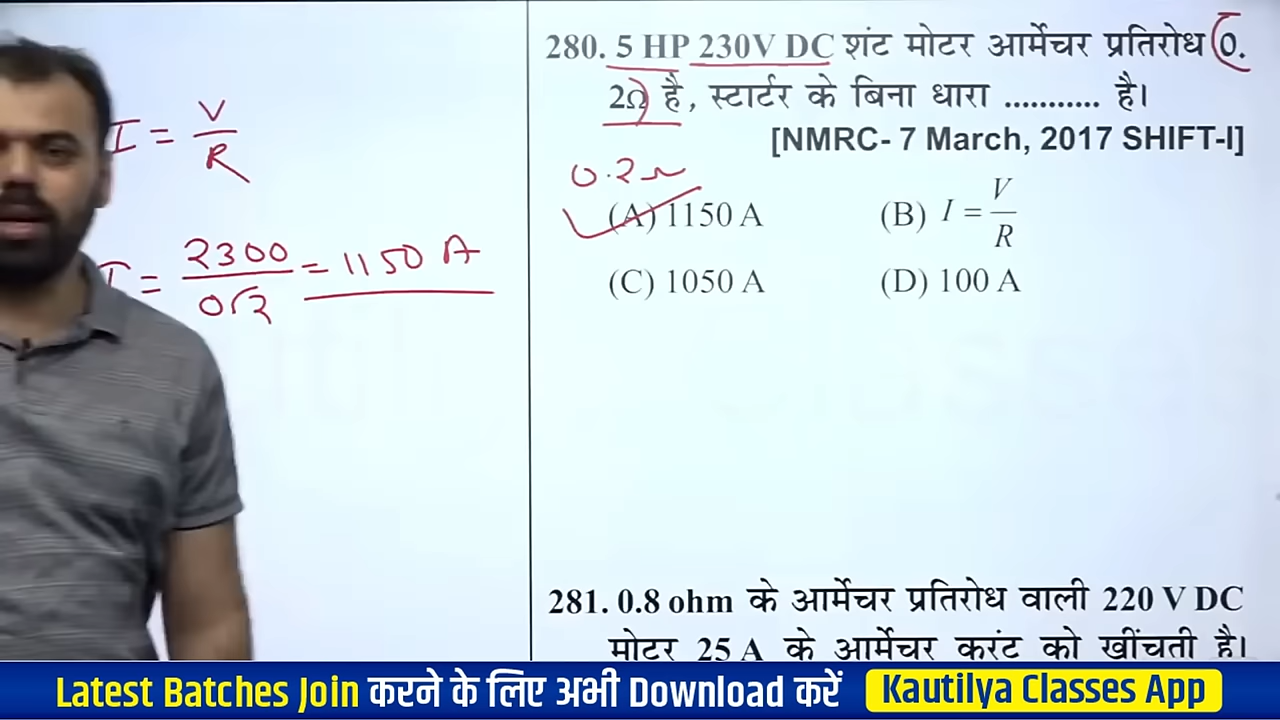 I = V/R
I = 2300/02 = 1150 A
280. 5 HP 230V DC शंट मोटर आर्मेचर प्रतिरोध 0.
2Ω है, स्टार्टर के बिना धारा ........... है।
[NMRC- 7 March, 2017 SHIFT-I]
0.2Ω
(A) 1150 A
(B) I = V/R
(C) 1050 A
(D) 100 A
281. 0.8 ohm के आर्मेचर प्रतिरोध वाली 220 V DC
मोटर 25 A के आर्मेचर करंट को खींचती है।
Latest Batches Join करने के लिए अभी Download करें
Kautilya Classes App